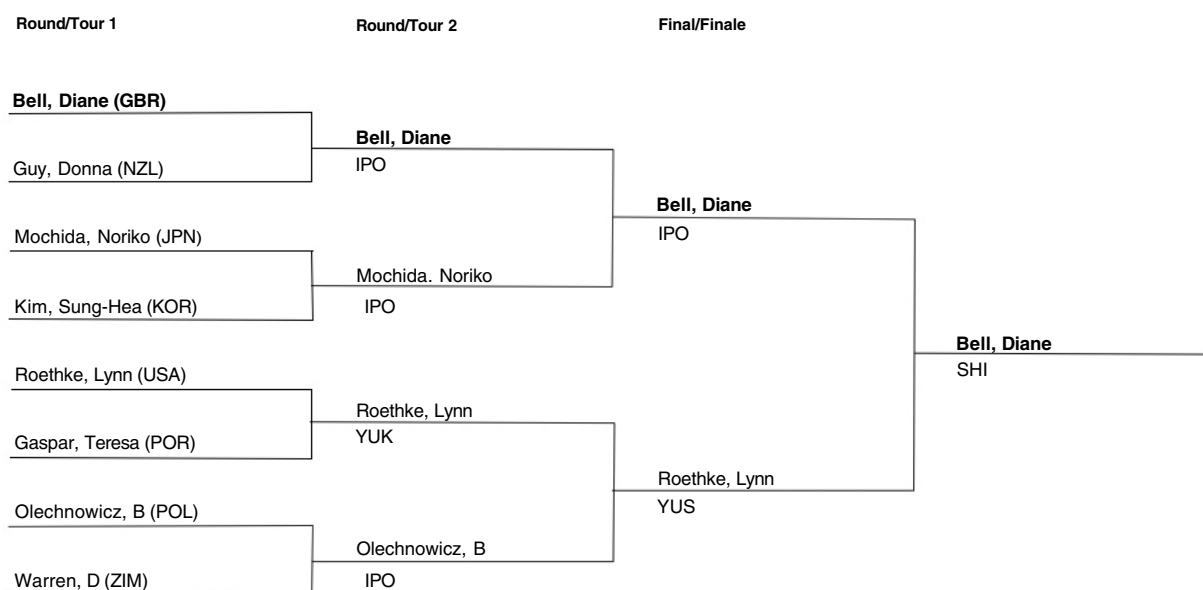 Round/Tour 1 Round/Tour 2 Final/Finale
Bell, Diane (GBR)
Bell, Diane
IPO
Guy, Donna (NZL)
Bell, Diane
IPO
Mochida, Noriko (JPN)
Mochida. Noriko
IPO
Kim, Sung-Hea (KOR)
Bell, Diane
SHI
Roethke, Lynn (USA)
Roethke, Lynn
YUK
Gaspar, Teresa (POR)
Roethke, Lynn
YUS
Olechnowicz, B (POL)
Olechnowicz, B
IPO
Warren, D (ZIM)